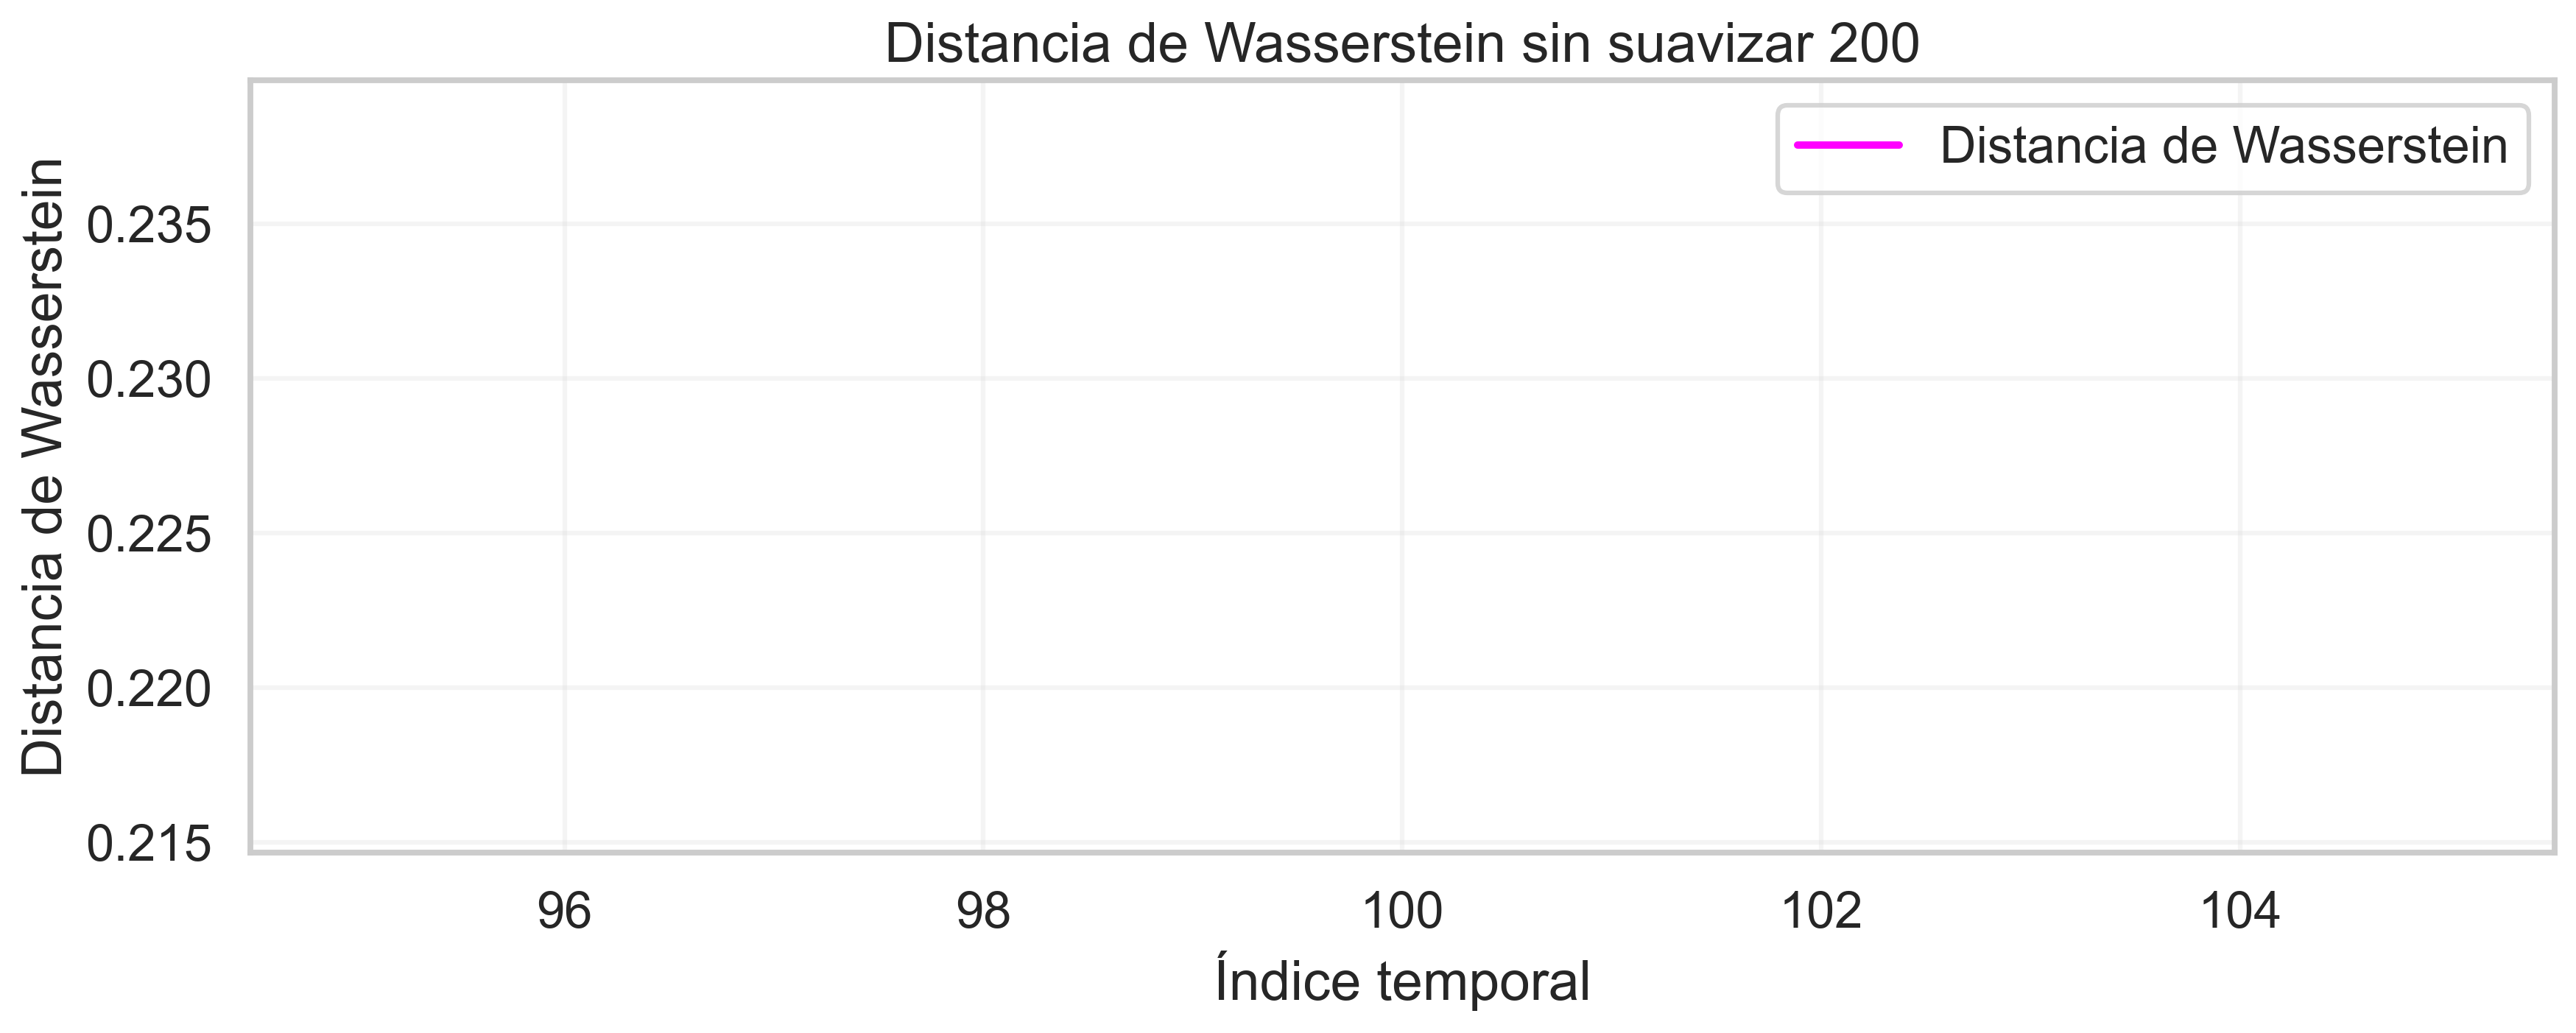 Distancia de Wasserstein sin suavizar 200
Distancia de Wasserstein
Distancia de Wasserstein
0.235
0.230
0.225
0.220
0.215
96 98 100 102 104
Índice temporal